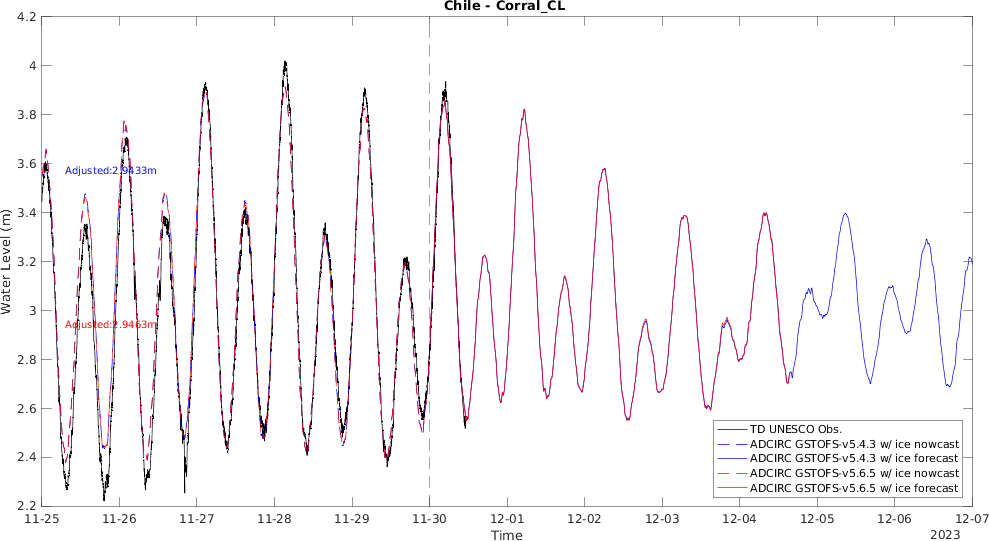 Chile - Corral_CL
4.2
4
3.8
3.6
3.4
3.2
3
2.8
2.6
2.4
2.2
Water Level (m)
Adjusted:2.9433m
Adjusted:2.9463m
TD UNESCO Obs.
ADCIRC GSTOFS-v5.4.3 w/ ice nowcast
ADCIRC GSTOFS-v5.4.3 w/ ice forecast
ADCIRC GSTOFS-v5.6.5 w/ ice nowcast
ADCIRC GSTOFS-v5.6.5 w/ ice forecast
11-25 11-26 11-27 11-28 11-29 11-30 12-01 12-02 12-03 12-04 12-05 12-06 12-07
Time
2023